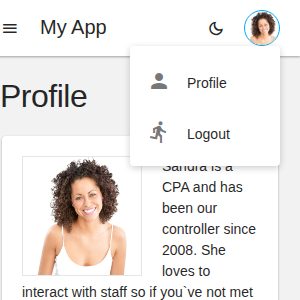 My App
Profile
Logout
Profile
Sandra is a
CPA and has
been our
controller since
2008. She
loves to
interact with staff so if you`ve not met